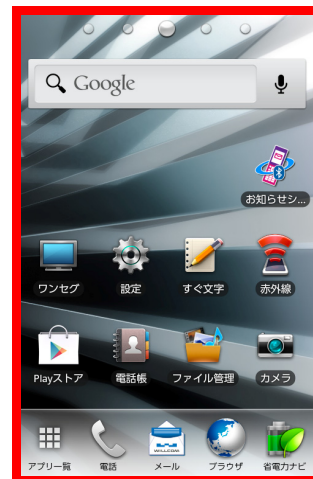 Google
お知らせシ...
ワンセグ
設定
すぐ文字
赤外線
Playストア
電話帳
ファイル管理
カメラ
WILLCOM
アプリ一覧
電話
メール
ブラウザ
省電力ナビ